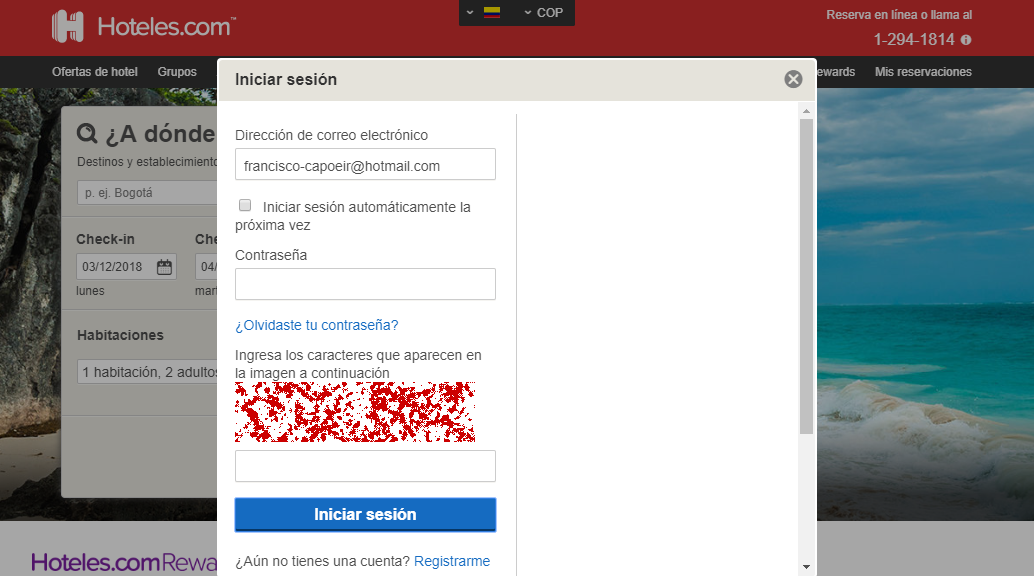 Hoteles.com™
COP
Reserva en línea o llama al
1-294-1814
Ofertas de hotel
Grupos
ewards
Mis reservaciones
Iniciar sesión
¿A dónde
Destinos y establecimiento
p. ej. Bogotá
Check-in
Che
03/12/2018
04/
lunes
mart
Habitaciones
1 habitación, 2 adultos
Dirección de correo electrónico
francisco-capoeir@hotmail.com
Iniciar sesión automáticamente la
próxima vez
Contraseña
¿Olvidaste tu contraseña?
Ingresa los caracteres que aparecen en
la imagen a continuación
Iniciar sesión
¿Aún no tienes una cuenta? Registrarme
Hoteles.comRewa